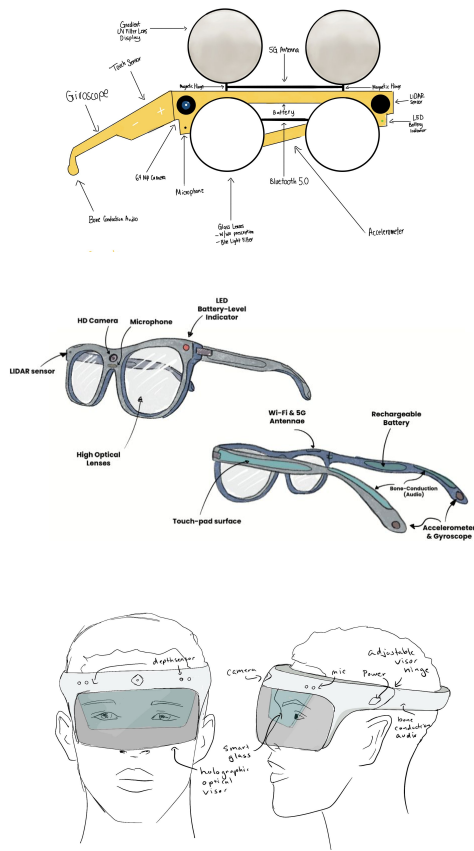 Gradient
UV Filter Lens
Display
5G Antenna
Touch Sensor
Magnetic Hinge
Magnetic Hinge
Giroscope
LiDAR
Sensor
Battery
LED
Battery
Indicator
64 MP Camera
Microphone
Bluetooth 5.0
Bone Conduction Audio
Accelerometer
Glass Lenses
- Blue Light Filter
LED
Battery-Level
Indicator
HD Camera
Microphone
LIDAR sensor
High Optical
Lenses
Wi-Fi & 5G
Antennae
Rechargeable
Battery
Bone-Conduction
(Audio)
Touch-pad surface
Accelerometer
& Gyroscope
depth sensor
camera
mic
Power
adjustable
visor
hinge
smart
glass
bone
conducting
audio
holographic
optical
visor